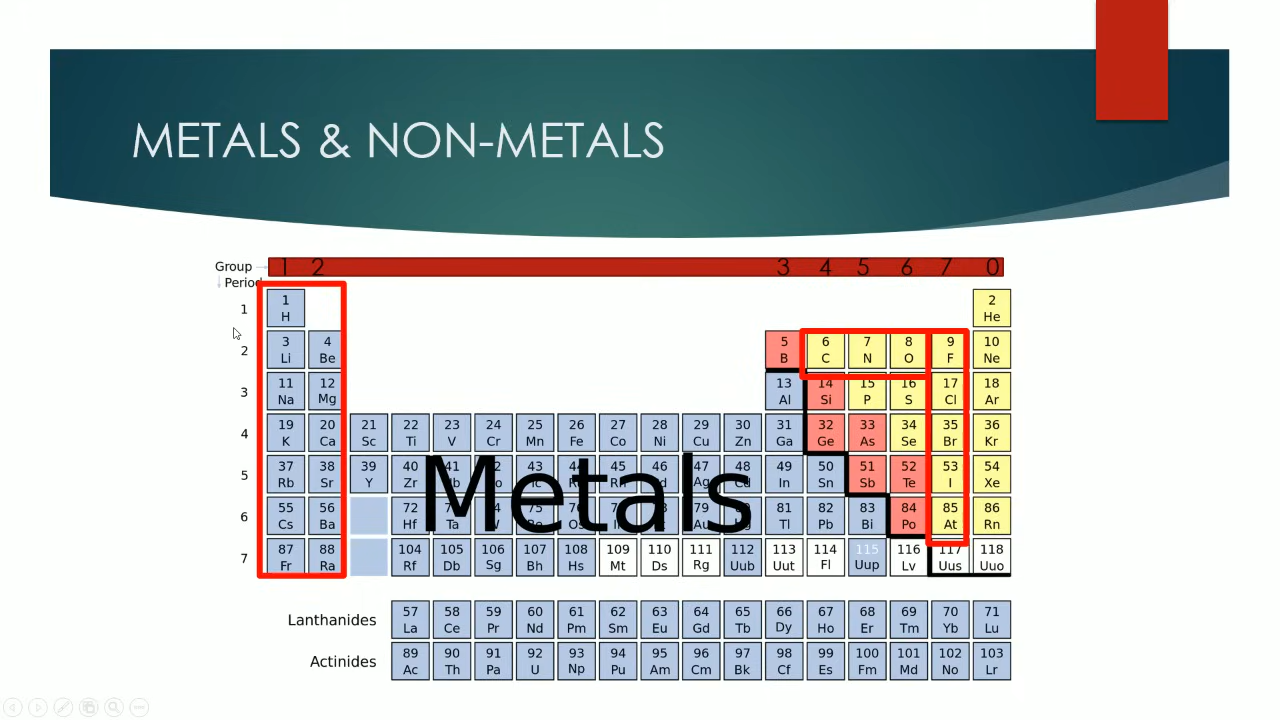 METALS & NON-METALS
Group 1 2 3 4 5 6 7 0
Period
1 1 2
H He
2 3 4 5 6 7 8 9 10
Li Be B C N O F Ne
3 11 12 13 14 15 16 17 18
Na Mg Al Si P S Cl Ar
4 19 20 21 22 23 24 25 26 27 28 29 30 31 32 33 34 35 36
K Ca Sc Ti V Cr Mn Fe Co Ni Cu Zn Ga Ge As Se Br Kr
5 37 38 39 40 41 43 45 46 47 48 49 50 51 52 53 54
Rb Sr Y Zr Ag Cd In Sn Sb Te I Xe
Metals
6 55 56 72 73 75 76 77 79 81 82 83 84 85 86
Cs Ba Hf Ta Os Tl Pb Bi Po At Rn
7 87 88 104 105 106 107 108 109 110 111 112 113 114 115 116 117 118
Fr Ra Rf Db Sg Bh Hs Mt Ds Rg Uub Uut Fl Uup Lv Uus Uuo
Lanthanides 57 58 59 60 61 62 63 64 65 66 67 68 69 70 71
La Ce Pr Nd Pm Sm Eu Gd Tb Dy Ho Er Tm Yb Lu
Actinides 89 90 91 92 93 94 95 96 97 98 99 100 101 102 103
Ac Th Pa U Np Pu Am Cm Bk Cf Es Fm Md No Lr